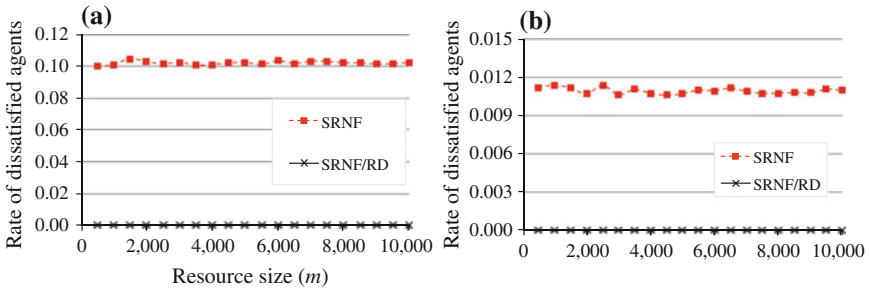 (a)
Rate of dissatisfied agents
0.12
0.10
0.08
0.06
0.04
0.02
0.00
SRNF
SRNF/RD
0
2,000
4,000
6,000
8,000
10,000
Resource size (m)
(b)
Rate of dissatisfied agents
0.015
0.012
0.009
0.006
0.003
0.000
SRNF
SRNF/RD
0
2,000
4,000
6,000
8,000
10,000